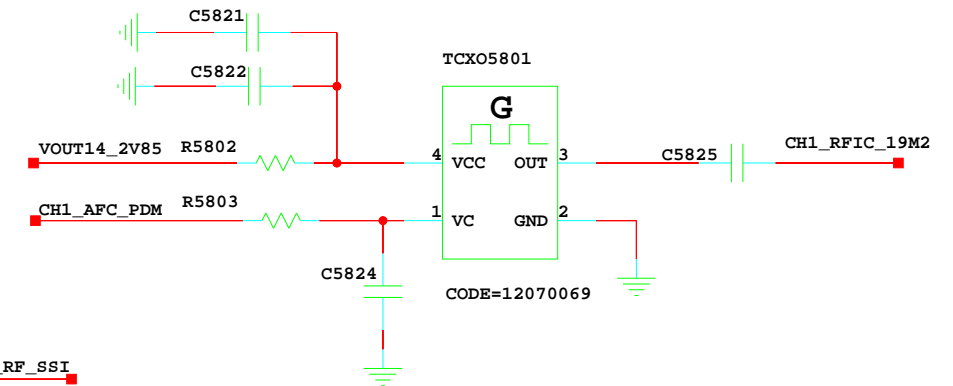 C5821
C5822
TCXO5801
G
VOUT14_2V85
R5802
4
VCC
OUT
3
C5825
CH1_RFIC_19M2
CH1_AFC_PDM
R5803
1
VC
GND
2
C5824
CODE=12070069
_RF_SSI